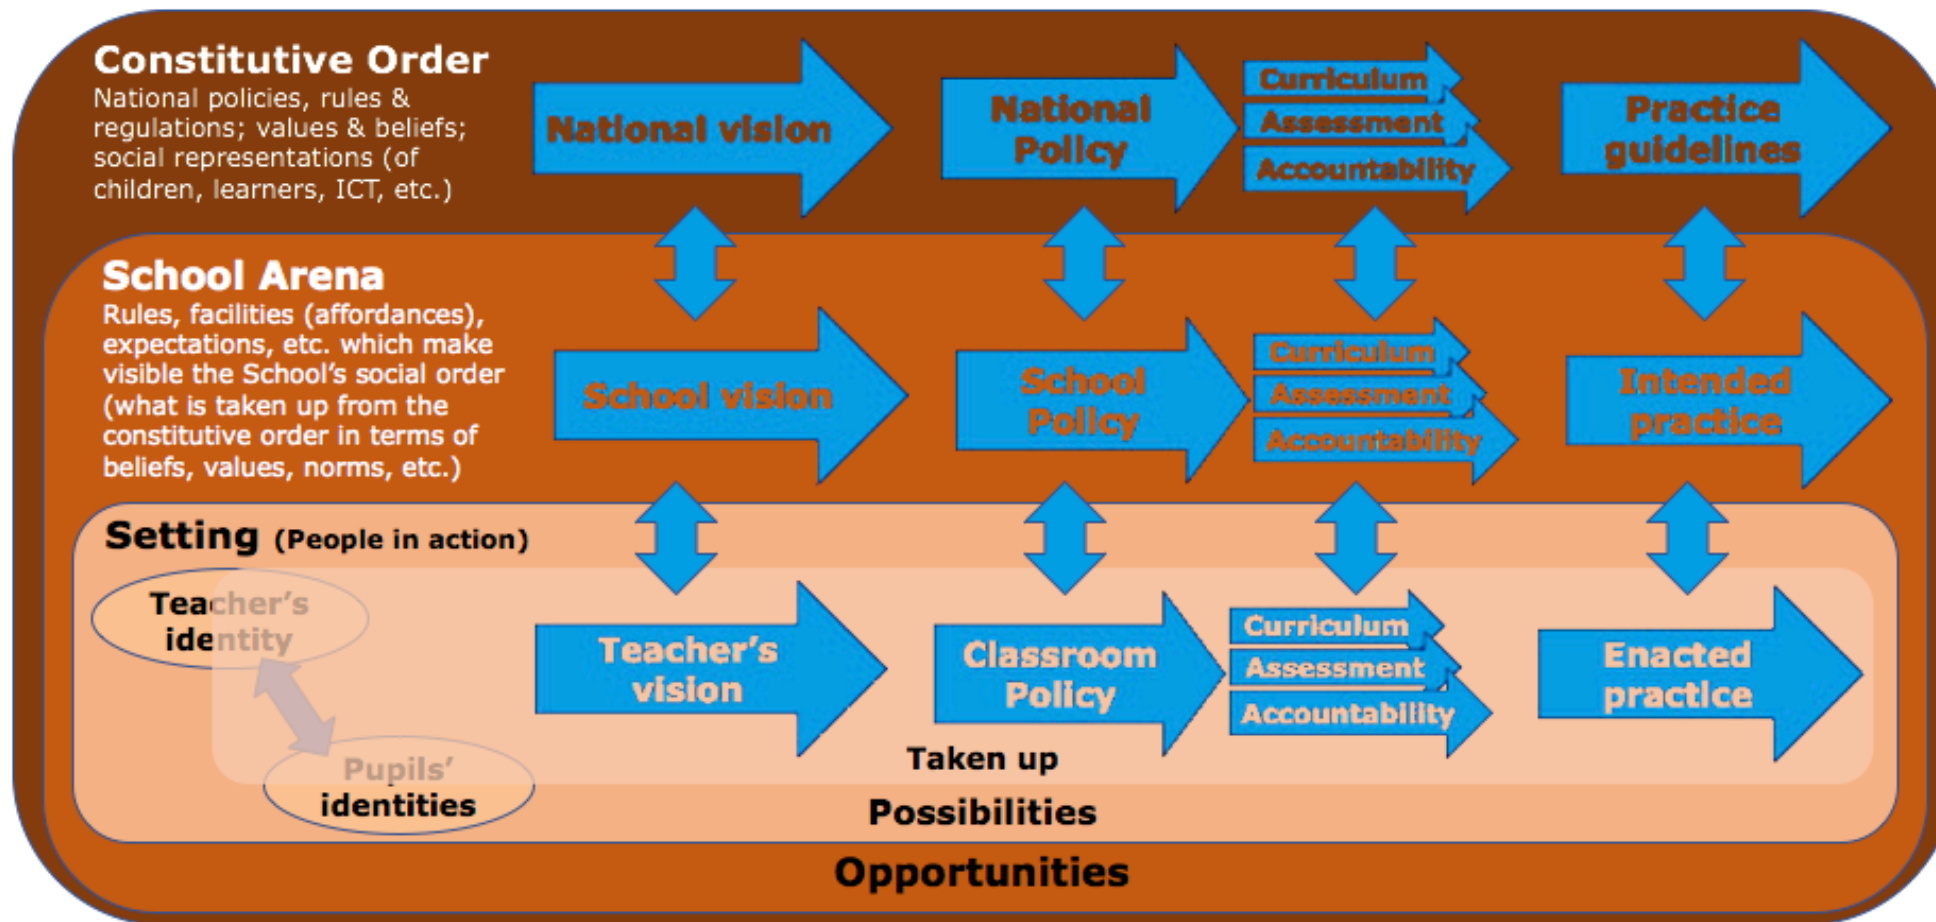 Constitutive Order
National policies, rules &
regulations; values & beliefs;
social representations (of
children, learners, ICT, etc.)
National vision
National
Policy
Curriculum
Assessment
Accountability
Practice
guidelines
School Arena
Rules, facilities (affordances),
expectations, etc. which make
visible the School's social order
(what is taken up from the
constitutive order in terms of
beliefs, values, norms, etc.)
School vision
School
Policy
Curriculum
Assessment
Accountability
Intended
practice
Setting (People in action)
Teacher's
identity
Pupils'
identities
Teacher's
vision
Classroom
Policy
Curriculum
Assessment
Accountability
Enacted
practice
Taken up
Possibilities
Opportunities